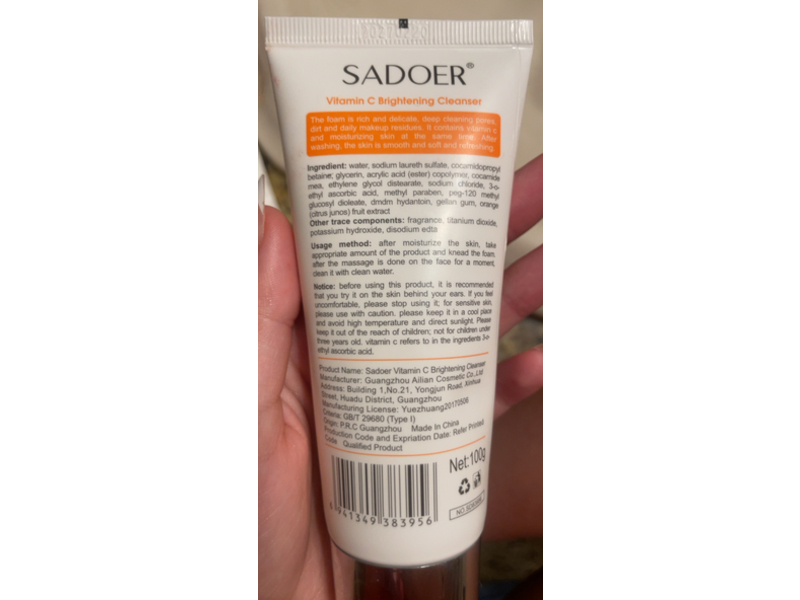 SADOER®
Vitamin C Brightening Cleanser
The foam is rich and delicate, deep cleaning pores,
dirt and daily makeup residues. It contains vitamin c
and moisturizing skin at the same time. After
washing, the skin is smooth and soft and refreshing.
Ingredient: water, sodium laureth sulfate, cocamidopropyl
betaine; glycerin, acrylic acid (ester) copolymer, cocamide
mea, ethylene glycol distearate, sodium chloride, 3-o-
ethyl ascorbic acid, methyl paraben, peg-120 methyl
glucosyl dioleate, dmdm hydantoin, gellan gum, orange
(citrus junos) fruit extract
Other trace components: fragrance, titanium dioxide,
potassium hydroxide, disodium edta
Usage method: after moisturize the skin, take
appropriate amount of the product and knead the foam.
after the massage is done on the face for a moment,
clean it with clean water.
Notice: before using this product, it is recommended
that you try it on the skin behind your ears. If you feel
uncomfortable, please stop using it; for sensitive skin,
please use with caution. please keep it in a cool place
and avoid high temperature and direct sunlight. Please
keep it out of the reach of children; not for children under
three years old. vitamin c refers to in the ingredients 3-o-
ethyl ascorbic acid.
Product Name: Sadoer Vitamin C Brightening Cleanser
Manufacturer: Guangzhou Ailian Cosmetic Co.,Ltd
Address: Building 1,No.21, Yongjun Road, Xinhua
Street, Huadu District, Guangzhou
Manufacturing License: Yuezhuang20170506
Criteria: GB/T 29680 (Type I)
Origin: P.R.C Guangzhou Made In China
Production Code and Expriation Date: Refer Printed
Code Qualified Product
Net:100g
6 941349 383956